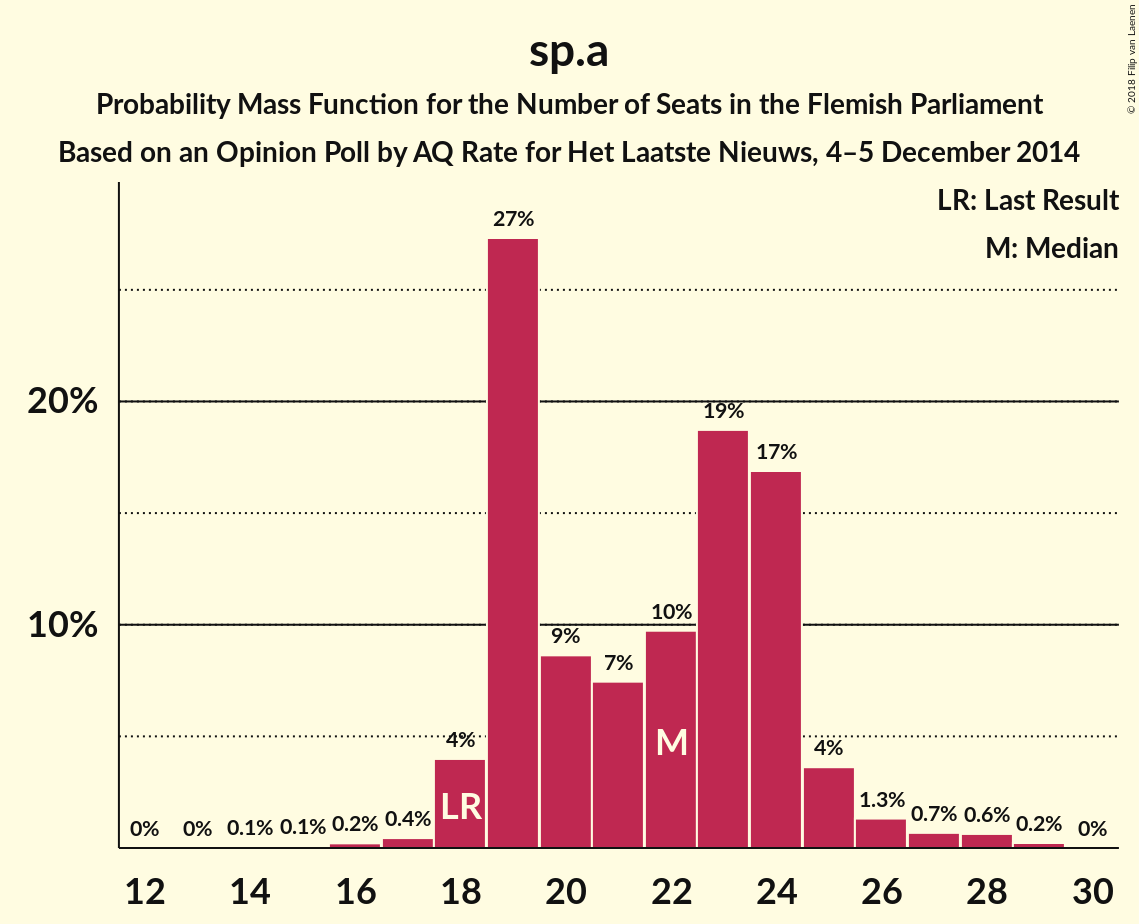 sp.a
Probability Mass Function for the Number of Seats in the Flemish Parliament
Based on an Opinion Poll by AQ Rate for Het Laatste Nieuws, 4–5 December 2014
© 2018 Filip van Laenen
LR: Last Result
M: Median
27%
20%
19%
17%
10%
10%
9%
7%
4%
4%
M
LR
0% 0% 0.1% 0.1% 0.2% 0.4% 1.3% 0.7% 0.6% 0.2% 0%
12 14 16 18 20 22 24 26 28 30